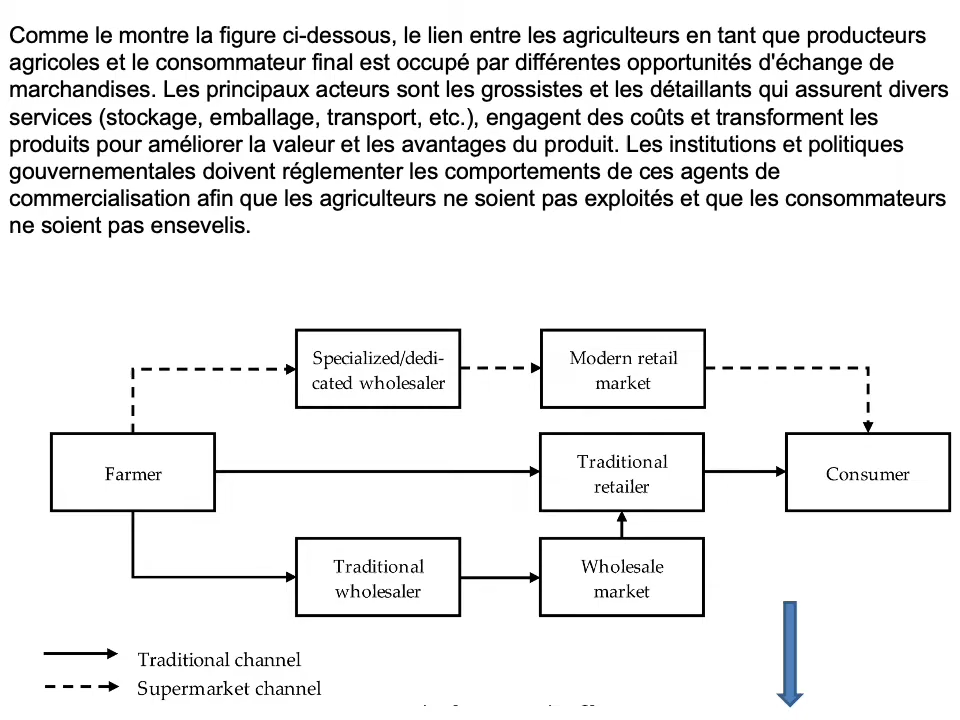 Comme le montre la figure ci-dessous, le lien entre les agriculteurs en tant que producteurs
agricoles et le consommateur final est occupé par différentes opportunités d'échange de
marchandises. Les principaux acteurs sont les grossistes et les détaillants qui assurent divers
services (stockage, emballage, transport, etc.), engagent des coûts et transforment les
produits pour améliorer la valeur et les avantages du produit. Les institutions et politiques
gouvernementales doivent réglementer les comportements de ces agents de
commercialisation afin que les agriculteurs ne soient pas exploités et que les consommateurs
ne soient pas ensevelis.
Specialized/dedi-
cated wholesaler
Modern retail
market
Farmer
Traditional
retailer
Consumer
Traditional
wholesaler
Wholesale
market
Traditional channel
Supermarket channel